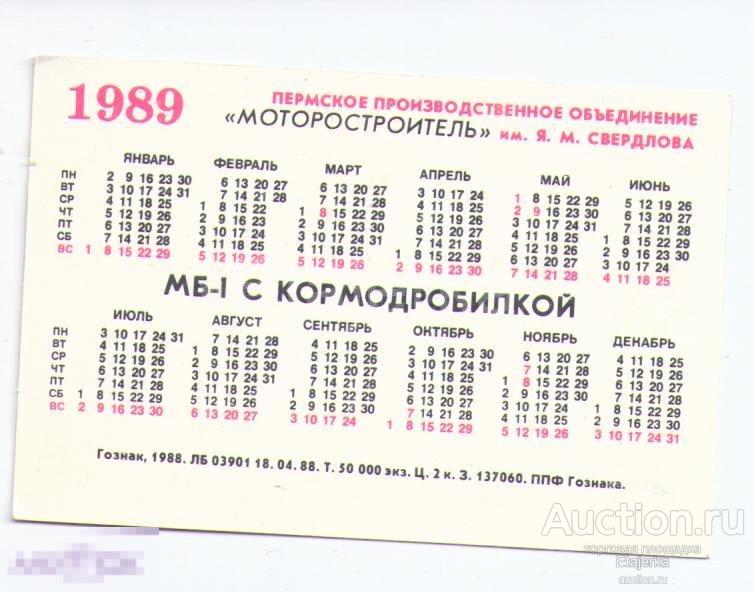 1989
ПЕРМСКОЕ ПРОИЗВОДСТВЕННОЕ ОБЪЕДИНЕНИЕ
«МОТОРОСТРОИТЕЛЬ» им. Я. М. СВЕРДЛОВА
ЯНВАРЬ ФЕВРАЛЬ МАРТ АПРЕЛЬ МАЙ ИЮНЬ
ПН 2 9 16 23 30 6 13 20 27 6 13 20 27 3 10 17 24 1 8 15 22 29 5 12 19 26
ВТ 3 10 17 24 31 7 14 21 28 7 14 21 28 4 11 18 25 2 9 16 23 30 6 13 20 27
СР 4 11 18 25 1 8 15 22 1 8 15 22 29 5 12 19 26 3 10 17 24 31 7 14 21 28
ЧТ 5 12 19 26 2 9 16 23 2 9 16 23 30 6 13 20 27 4 11 18 25 1 8 15 22 29
ПТ 6 13 20 27 3 10 17 24 3 10 17 24 31 7 14 21 28 5 12 19 26 2 9 16 23 30
СБ 7 14 21 28 4 11 18 25 4 11 18 25 1 8 15 22 29 6 13 20 27 3 10 17 24
ВС 1 8 15 22 29 5 12 19 26 5 12 19 26 2 9 16 23 30 7 14 21 28 4 11 18 25
МБ-1 С КОРМОДРОБИЛКОЙ
ИЮЛЬ АВГУСТ СЕНТЯБРЬ ОКТЯБРЬ НОЯБРЬ ДЕКАБРЬ
ПН 3 10 17 24 31 7 14 21 28 4 11 18 25 2 9 16 23 30 6 13 20 27 4 11 18 25
ВТ 4 11 18 25 1 8 15 22 29 5 12 19 26 3 10 17 24 31 7 14 21 28 5 12 19 26
СР 5 12 19 26 2 9 16 23 30 6 13 20 27 4 11 18 25 1 8 15 22 29 6 13 20 27
ЧТ 6 13 20 27 3 10 17 24 31 7 14 21 28 5 12 19 26 2 9 16 23 30 7 14 21 28
ПТ 7 14 21 28 4 11 18 25 1 8 15 22 29 6 13 20 27 3 10 17 24 1 8 15 22 29
СБ 1 8 15 22 29 5 12 19 26 2 9 16 23 30 7 14 21 28 4 11 18 25 2 9 16 23 30
ВС 2 9 16 23 30 6 13 20 27 3 10 17 24 1 8 15 22 29 5 12 19 26 3 10 17 24 31
Гознак, 1988. ЛБ 03901 18. 04. 88. Т. 50 000 экз. Ц. 2 к. З. 137060. ППФ Гознака.
Auction.ru
торговая площадка
Etajerka
auction.ru